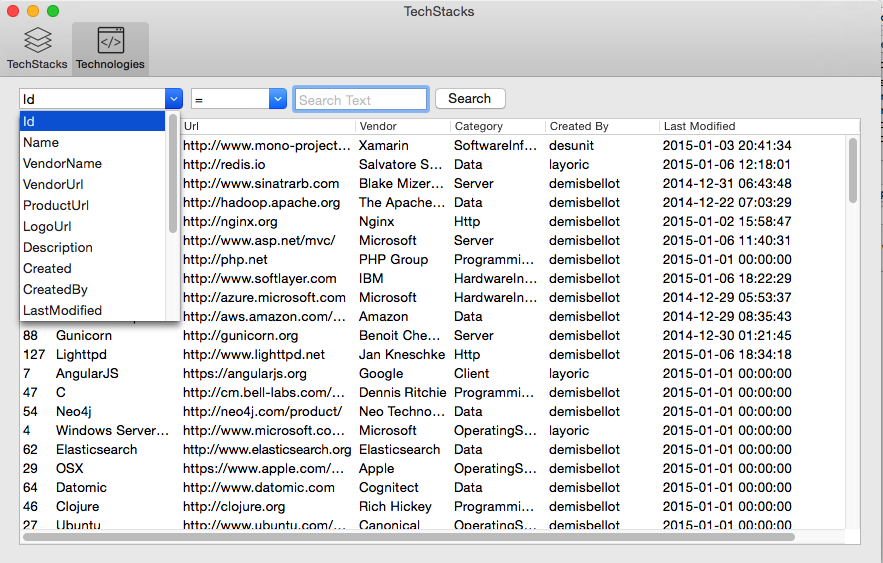 TechStacks
TechStacks Technologies
Id = Search Text Search
Url Vendor Category Created By Last Modified
Id http://www.mono-project... Xamarin SoftwareInf... desunit 2015-01-03 20:41:34
Name http://redis.io Salvatore S... Data layoric 2015-01-06 12:18:01
VendorName http://www.sinatrarb.com Blake Mizer... Server demisbellot 2014-12-31 06:43:48
VendorUrl http://hadoop.apache.org The Apache... Data demisbellot 2014-12-22 07:03:29
ProductUrl http://nginx.org Nginx Http demisbellot 2015-01-02 15:58:47
LogoUrl http://www.asp.net/mvc/ Microsoft Server demisbellot 2015-01-06 11:40:31
Description http://php.net PHP Group Programmi... demisbellot 2015-01-01 00:00:00
Created http://www.softlayer.com IBM HardwareIn... demisbellot 2015-01-06 18:22:29
CreatedBy http://azure.microsoft.com Microsoft HardwareIn... demisbellot 2014-12-29 05:53:37
LastModified http://aws.amazon.com/... Amazon Data demisbellot 2014-12-29 08:35:43
88 Gunicorn http://gunicorn.org Benoit Che... Server demisbellot 2014-12-30 01:21:45
127 Lighttpd http://www.lighttpd.net Jan Kneschke Http demisbellot 2015-01-06 18:34:18
7 AngularJS https://angularjs.org Google Client layoric 2015-01-01 00:00:00
47 C http://cm.bell-labs.com/... Dennis Ritchie Programmi... demisbellot 2015-01-01 00:00:00
54 Neo4j http://neo4j.com/product/ Neo Techno... Data demisbellot 2015-01-01 00:00:00
4 Windows Server... http://www.microsoft.co... Microsoft OperatingS... layoric 2015-01-01 00:00:00
62 Elasticsearch http://www.elasticsearch.org Elasticsearch Data demisbellot 2015-01-01 00:00:00
29 OSX https://www.apple.com/... Apple OperatingS... demisbellot 2015-01-01 00:00:00
64 Datomic http://www.datomic.com Cognitect Data demisbellot 2015-01-01 00:00:00
46 Clojure http://clojure.org Rich Hickey Programmi... demisbellot 2015-01-01 00:00:00
27 Ubuntu http://www.ubuntu.com/... Canonical OperatingS... demisbellot 2015-01-01 00:00:00